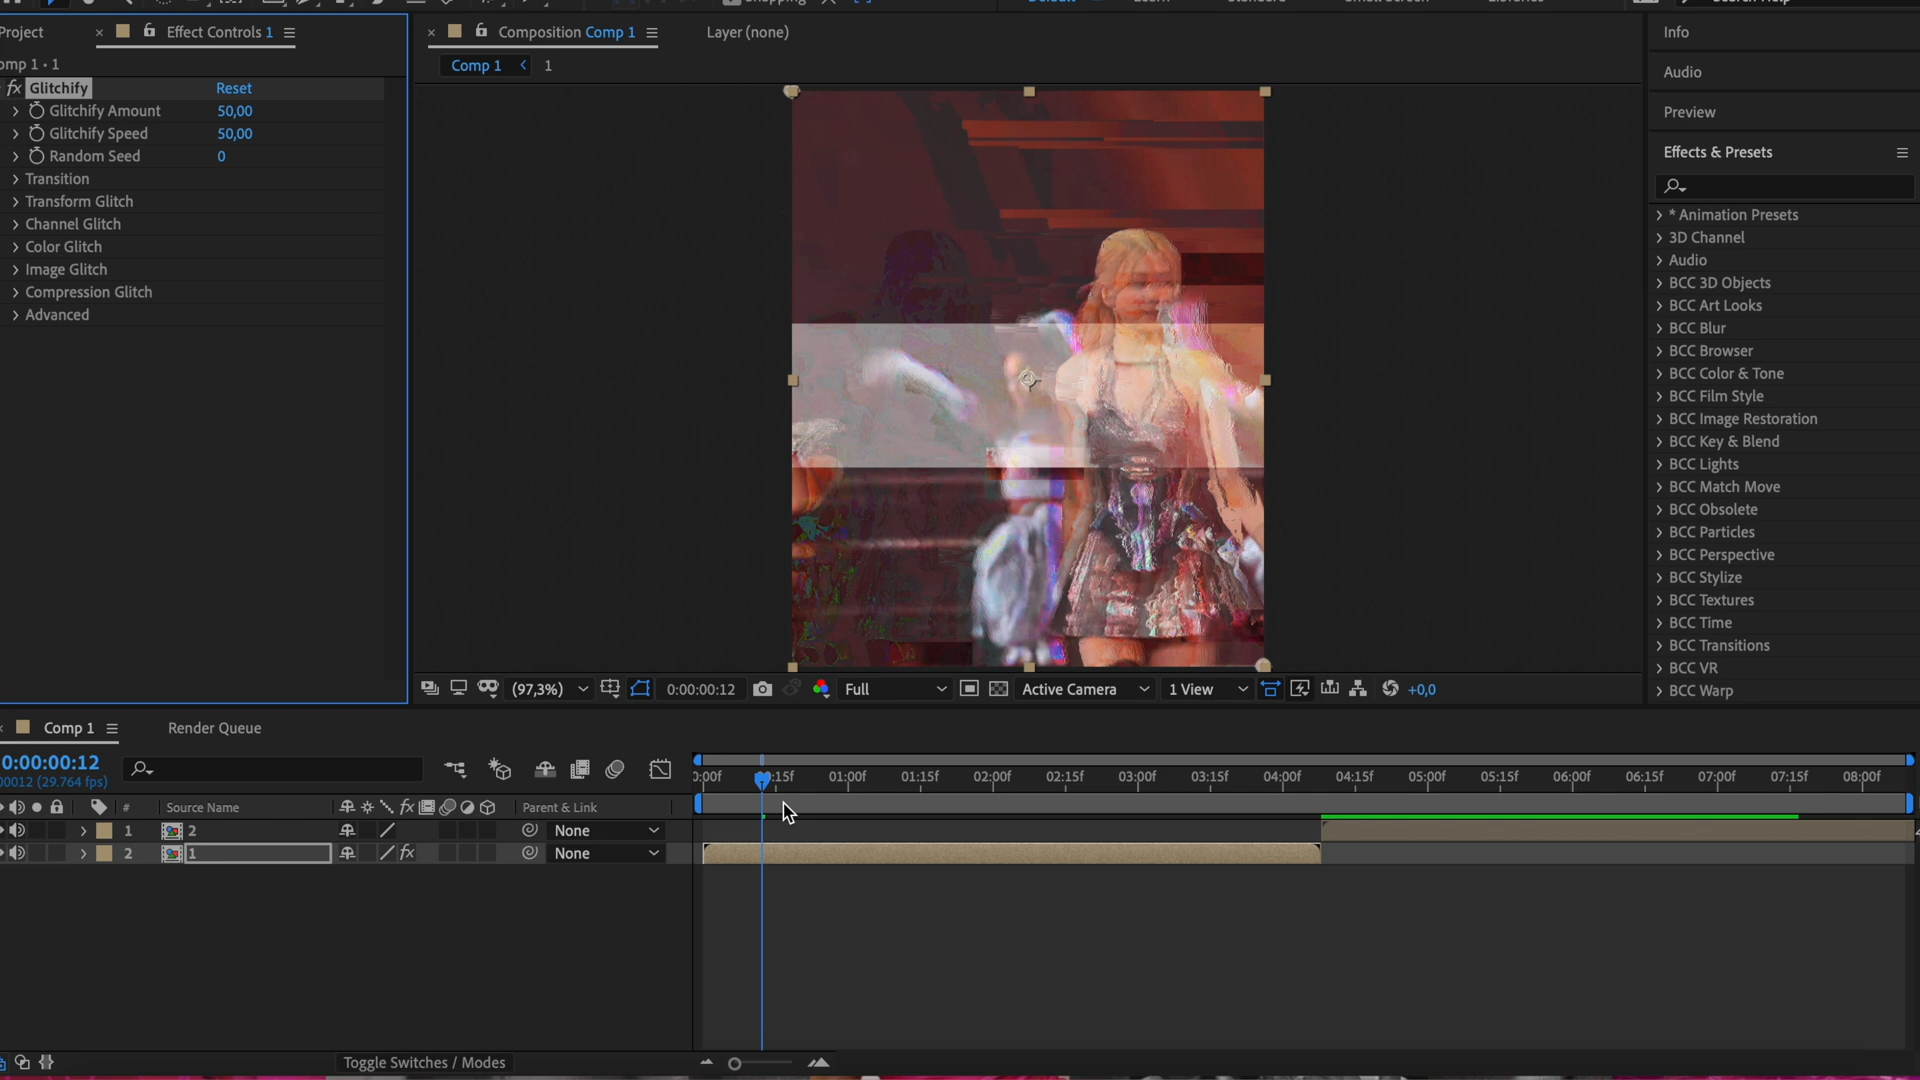 Project
× Effect Controls 1
Comp 1 • 1
fx Glitchify Reset
Glitchify Amount 50,00
Glitchify Speed 50,00
Random Seed 0
Transition
Transform Glitch
Channel Glitch
Color Glitch
Image Glitch
Compression Glitch
Advanced
× Composition Comp 1
Layer (none)
Comp 1 < 1
(97,3%)
0:00:00:12
Full
Active Camera
1 View
+0,0
Info
Audio
Preview
Effects & Presets
* Animation Presets
3D Channel
Audio
BCC 3D Objects
BCC Art Looks
BCC Blur
BCC Browser
BCC Color & Tone
BCC Film Style
BCC Image Restoration
BCC Key & Blend
BCC Lights
BCC Match Move
BCC Obsolete
BCC Particles
BCC Perspective
BCC Stylize
BCC Textures
BCC Time
BCC Transitions
BCC VR
BCC Warp
Comp 1
Render Queue
0:00:00:12
00012 (29.764 fps)
:00f 0:15f 01:00f 01:15f 02:00f 02:15f 03:00f 03:15f 04:00f 04:15f 05:00f 05:15f 06:00f 06:15f 07:00f 07:15f 08:00f
# Source Name fx Parent & Link
1 2 None
2 1 fx None
Toggle Switches / Modes